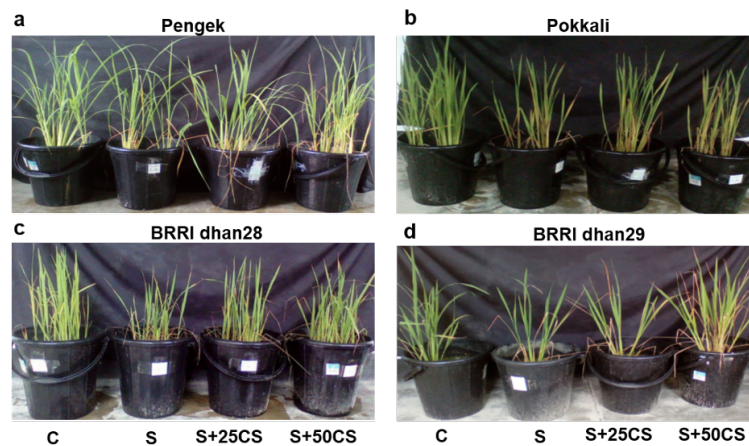 a
Pengek
b
Pokkali
c
BRRI dhan28
d
BRRI dhan29
C S S+25CS S+50CS
C S S+25CS S+50CS